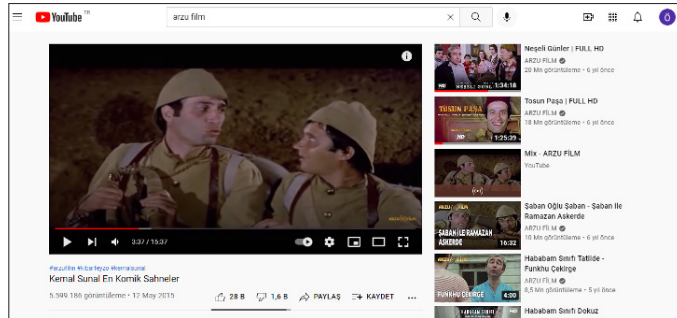 YouTube TR
arzu film
Ö
3:37 / 15:37
#arzufilm #kibarfeyzo #kemalsunal
Kemal Sunal En Komik Sahneler
5.599.186 görüntüleme • 12 May 2015
28 B
1,6 B
PAYLAŞ
KAYDET
Neşeli Günler | FULL HD
ARZU FİLM
20 Mn görüntüleme • 6 yıl önce
1:34:18
Tosun Paşa | FULL HD
ARZU FİLM
18 Mn görüntüleme • 6 yıl önce
TOSUN PAŞA
HD
1:25:39
Mix - ARZU FİLM
YouTube
Şaban Oğlu Şaban - Şaban ile
Ramazan Askerde
ARZU FİLM
10 Mn görüntüleme • 6 yıl önce
ŞABAN İLE RAMAZAN
ASKERDE
16:32
Hababam Sınıfı Tatilde -
Funkhu Çekirge
ARZU FİLM
8,5 Mn görüntüleme • 5 yıl önce
FUNKHU ÇEKİRGE
4:00
Hababam Sınıfı Dokuz